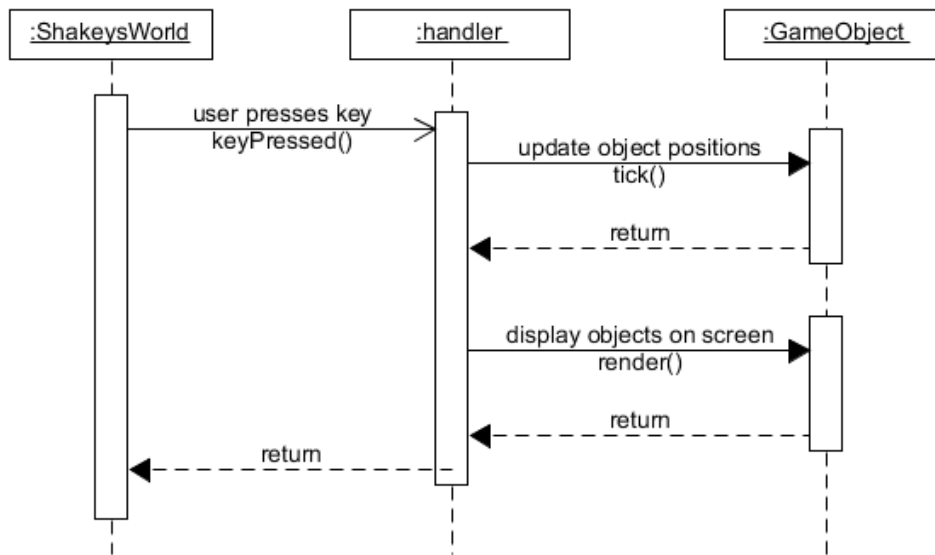 :ShakeysWorld
:handler
:GameObject
user presses key
keyPressed()
update object positions
tick()
return
display objects on screen
render()
return
return